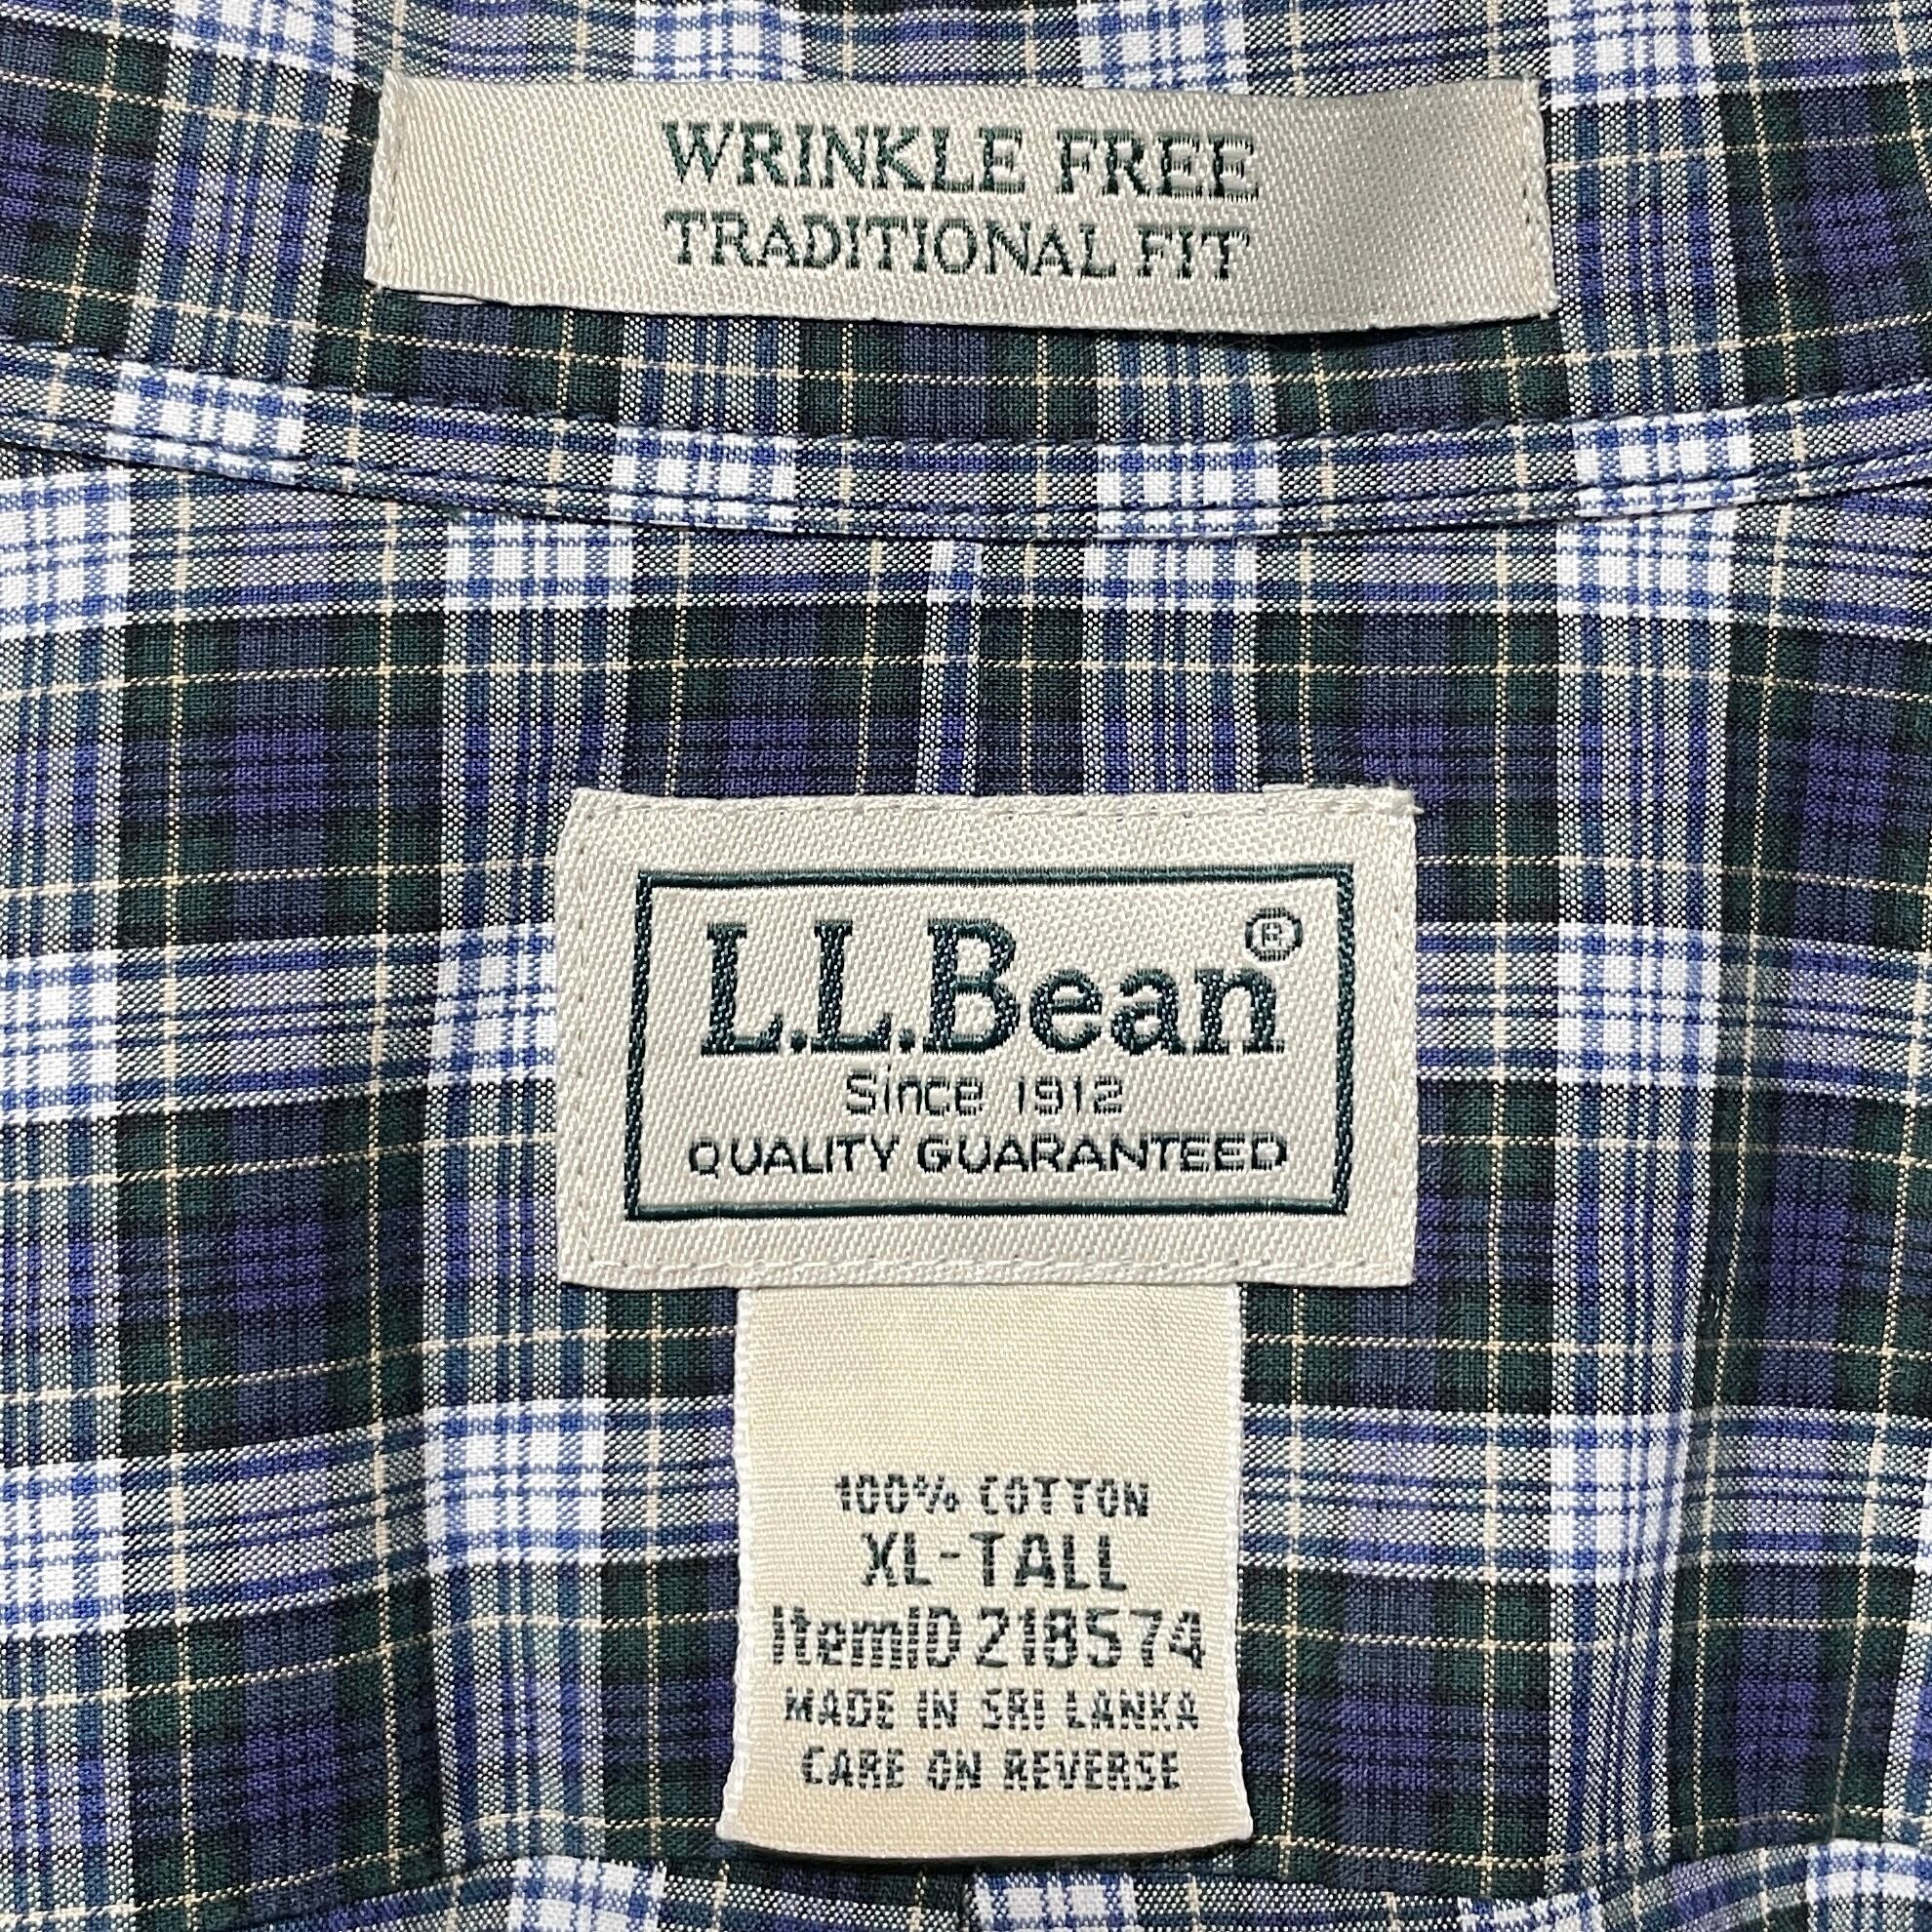 WRINKLE FREE
TRADITIONAL FIT
L.L.Bean®
Since 1912
QUALITY GUARANTEED
100% COTTON
XL-TALL
ItemID 218574
MADE IN SRI LANKA
CARE ON REVERSE